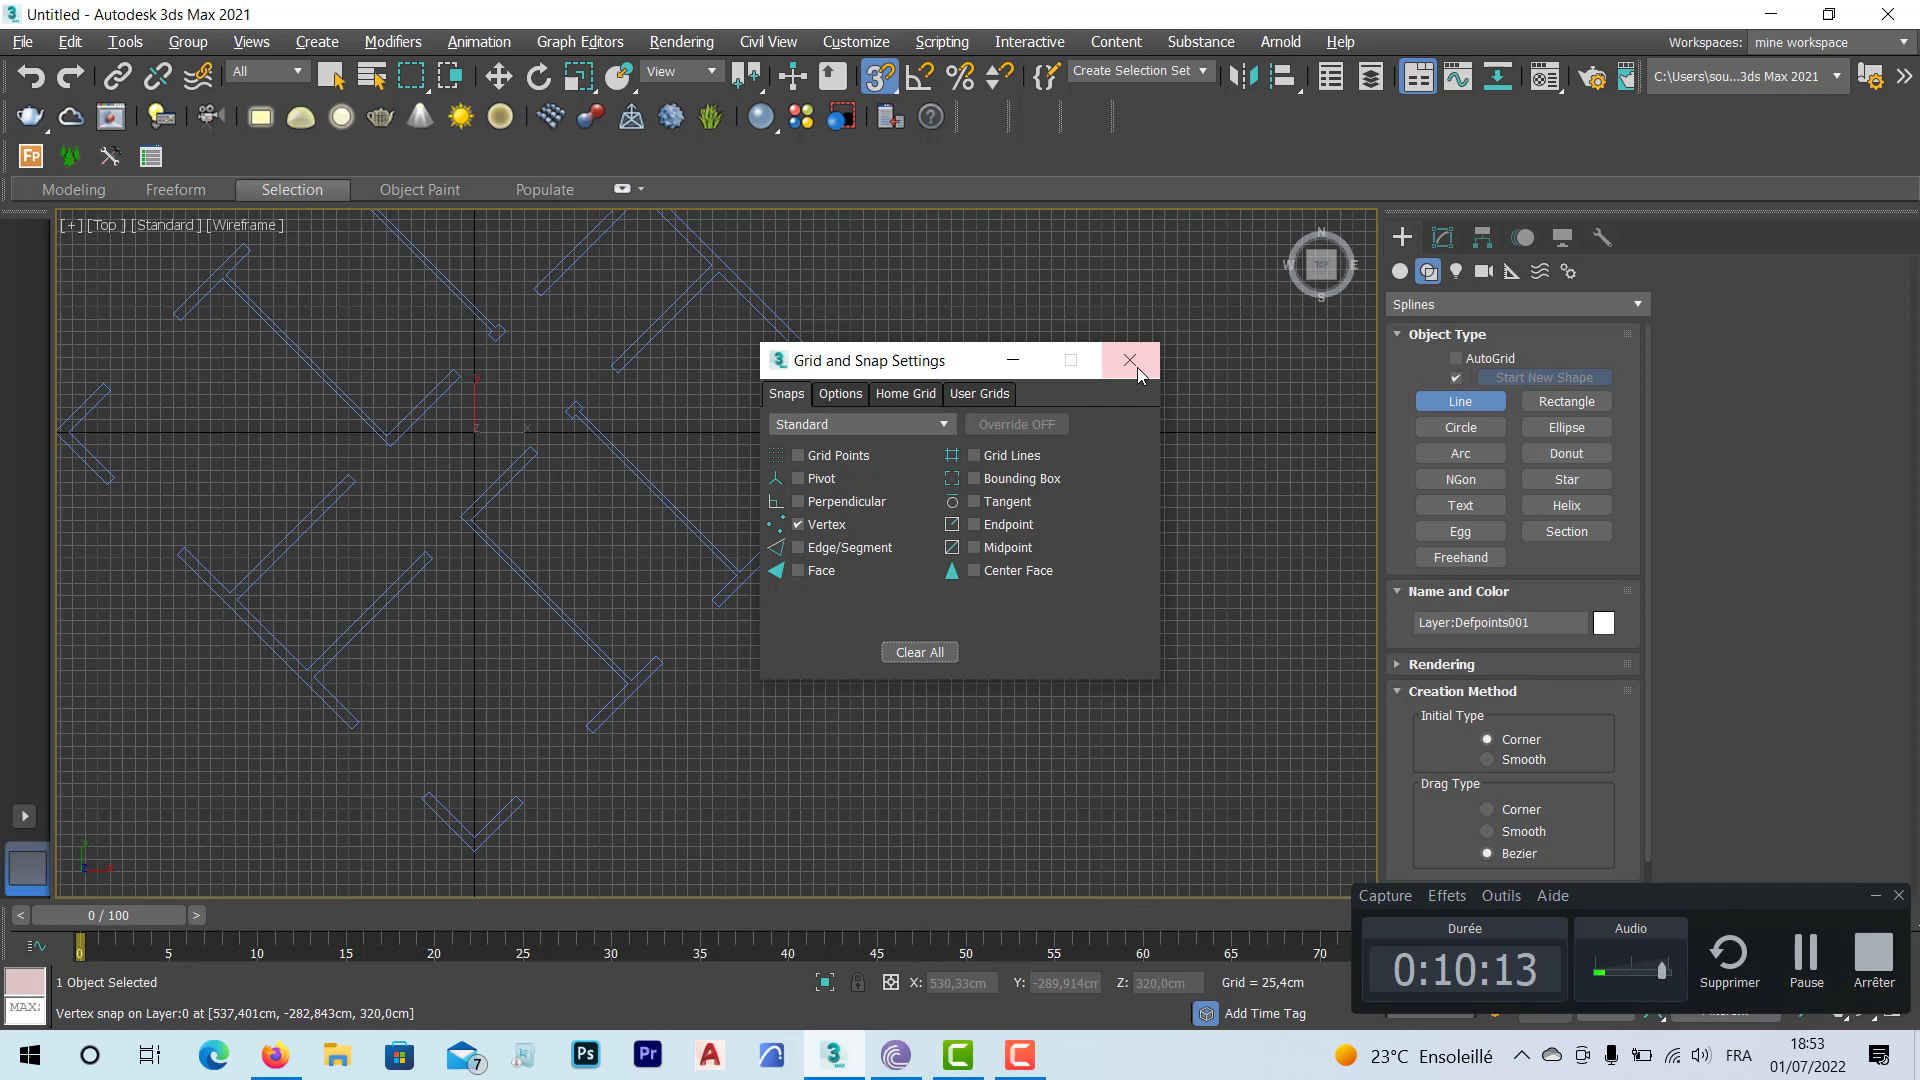 Untitled - Autodesk 3ds Max 2021
File Edit Tools Group Views Create Modifiers Animation Graph Editors Rendering Civil View Customize Scripting Interactive Content Substance Arnold Help Workspaces: mine workspace
All View Create Selection Set C:\Users\sou...3ds Max 2021
Modeling Freeform Selection Object Paint Populate
[+] [Top ] [Standard ] [Wireframe ]
N
W TOP E
S
Splines
Object Type
AutoGrid
Start New Shape
Line Rectangle
Circle Ellipse
Arc Donut
NGon Star
Text Helix
Egg Section
Freehand
Name and Color
Layer:Defpoints001
Rendering
Creation Method
Initial Type
Corner
Smooth
Drag Type
Corner
Smooth
Bezier
Grid and Snap Settings
Snaps Options Home Grid User Grids
Standard Override OFF
Grid Points Grid Lines
Pivot Bounding Box
Perpendicular Tangent
Vertex Endpoint
Edge/Segment Midpoint
Face Center Face
Clear All
y
z x
Capture Effets Outils Aide
Durée Audio
0:10:13
Supprimer Pause Arrêter
0 / 100
0 5 10 15 20 25 30 35 40 45 50 55 60 65 70
1 Object Selected X: 530,33cm Y: -289,914cm Z: 320,0cm Grid = 25,4cm
MAX:
Vertex snap on Layer:0 at [537,401cm, -282,843cm, 320,0cm] Add Time Tag
7 Ps Pr A 3 MAX C C
23°C Ensoleillé FRA
18:53
01/07/2022